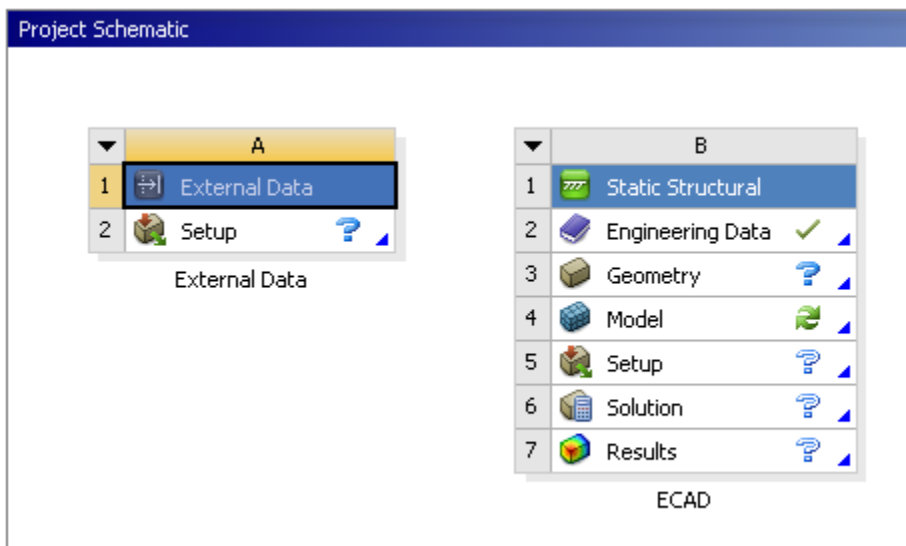 Project Schematic
A
1 External Data
2 Setup ?
External Data
B
1 Static Structural
2 Engineering Data
3 Geometry ?
4 Model
5 Setup ?
6 Solution ?
7 Results ?
ECAD